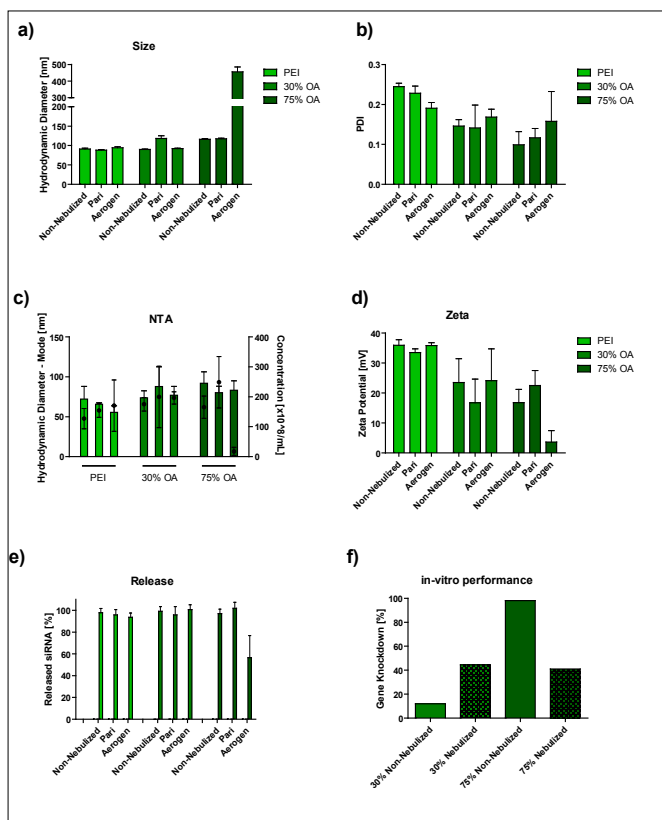 a)
Size
Hydrodynamic Diameter [nm]
500
400
300
200
150
100
50
0
Non-Nebulized
Pari
Aerogen
Non-Nebulized
Pari
Aerogen
Non-Nebulized
Pari
Aerogen
PEI
30% OA
75% OA
b)
PDI
0.3
0.2
0.1
0.0
Non-Nebulized
Pari
Aerogen
Non-Nebulized
Pari
Aerogen
Non-Nebulized
Pari
Aerogen
PEI
30% OA
75% OA
c)
NTA
Hydrodynamic Diameter - Mode [nm]
150
100
50
0
Concentration [x10^8/mL]
400
300
200
100
0
PEI
30% OA
75% OA
d)
Zeta
Zeta Potential [mV]
40
30
20
10
0
Non-Nebulized
Pari
Aerogen
Non-Nebulized
Pari
Aerogen
Non-Nebulized
Pari
Aerogen
PEI
30% OA
75% OA
e)
Release
Released siRNA [%]
100
80
60
40
20
0
Non-Nebulized
Pari
Aerogen
Non-Nebulized
Pari
Aerogen
Non-Nebulized
Pari
Aerogen
f)
in-vitro performance
Gene Knockdown [%]
100
80
60
40
20
0
30% Non-Nebulized
30% Nebulized
75% Non-Nebulized
75% Nebulized